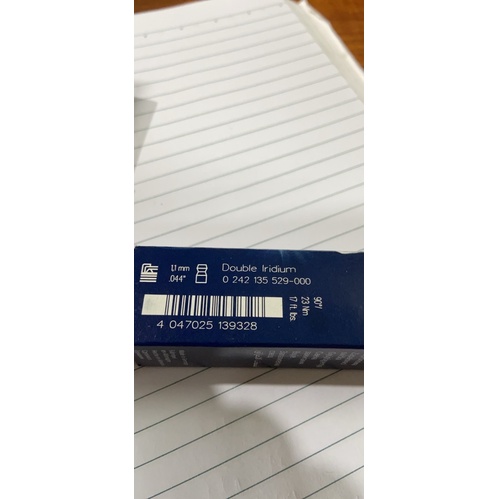 1,1 mm
.044"
Double Iridium
0 242 135 529-000
4 047025 139328
23 Nm
17 ft. lbs.